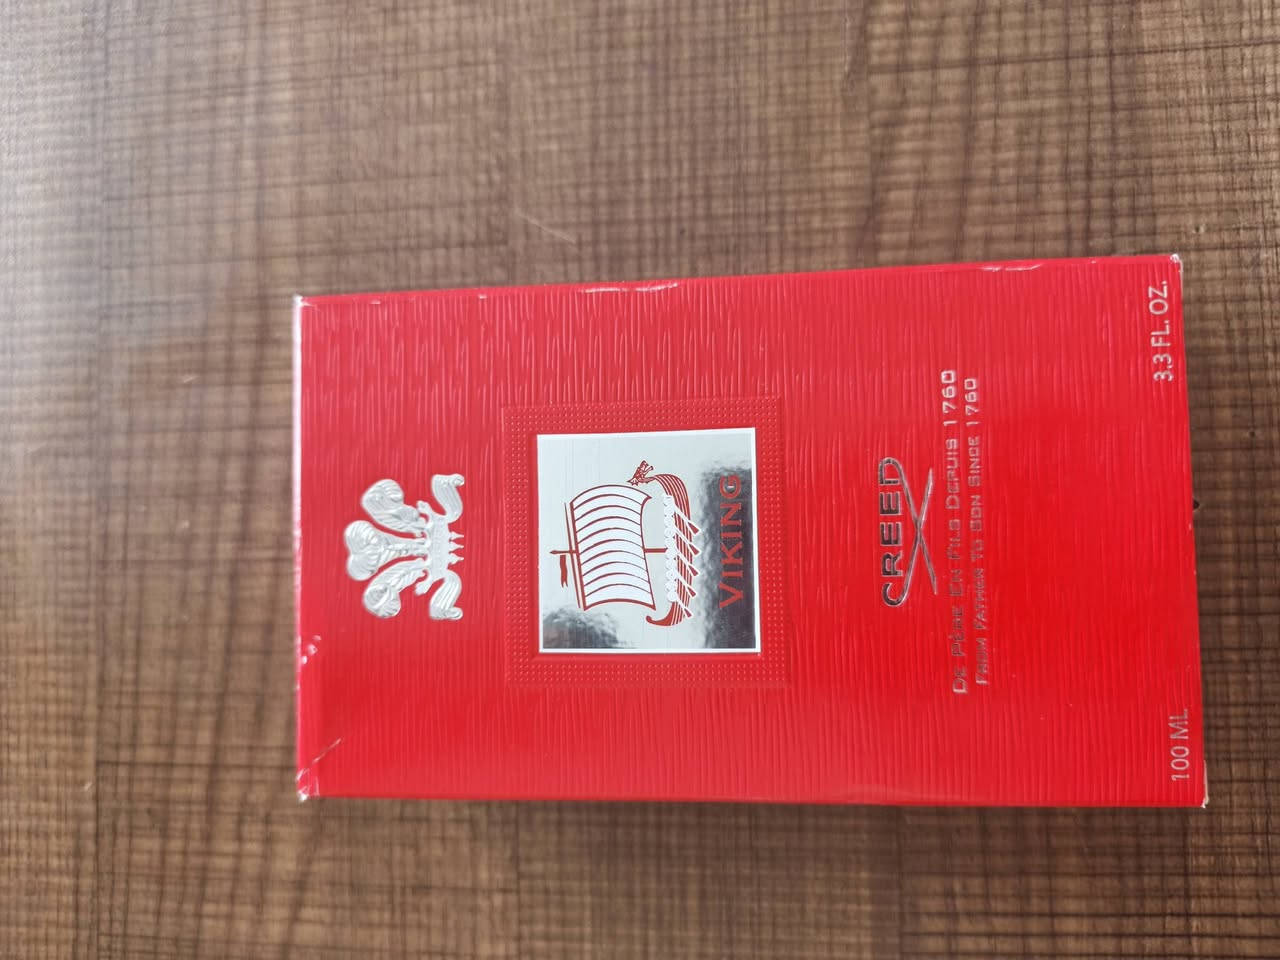 VIKING
CREED
De Père En Fils Depuis 1760
From Father To Son Since 1760
100 ML
3.3 FL. OZ.